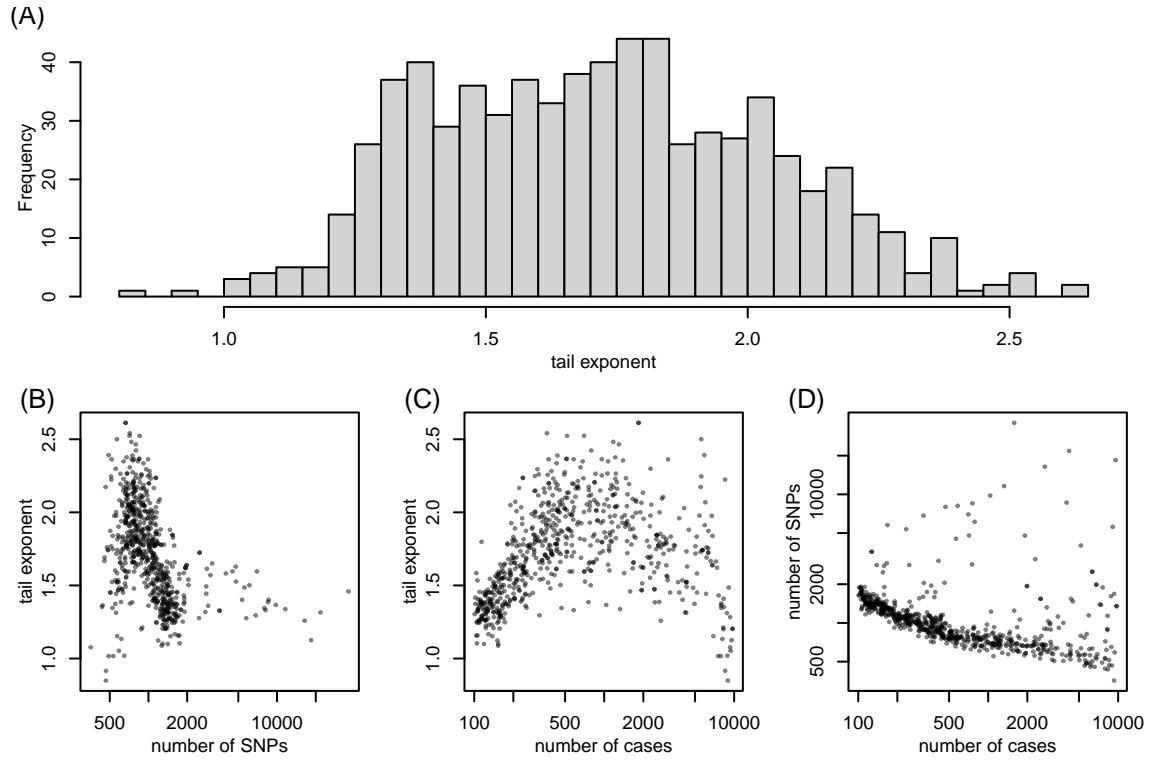 (A)
Frequency
0 10 20 30 40
1.0 1.5 2.0 2.5
tail exponent
(B)
tail exponent
1.0 1.5 2.0 2.5
500 2000 10000
number of SNPs
(C)
tail exponent
1.0 1.5 2.0 2.5
100 500 2000 10000
number of cases
(D)
number of SNPs
500 2000 10000
100 500 2000 10000
number of cases